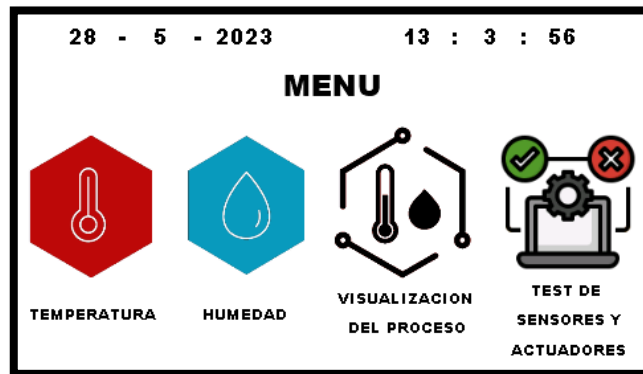 28 - 5 - 2023 13 : 3 : 56
MENU
TEMPERATURA
HUMEDAD
VISUALIZACION
DEL PROCESO
TEST DE
SENSORES Y
ACTUADORES